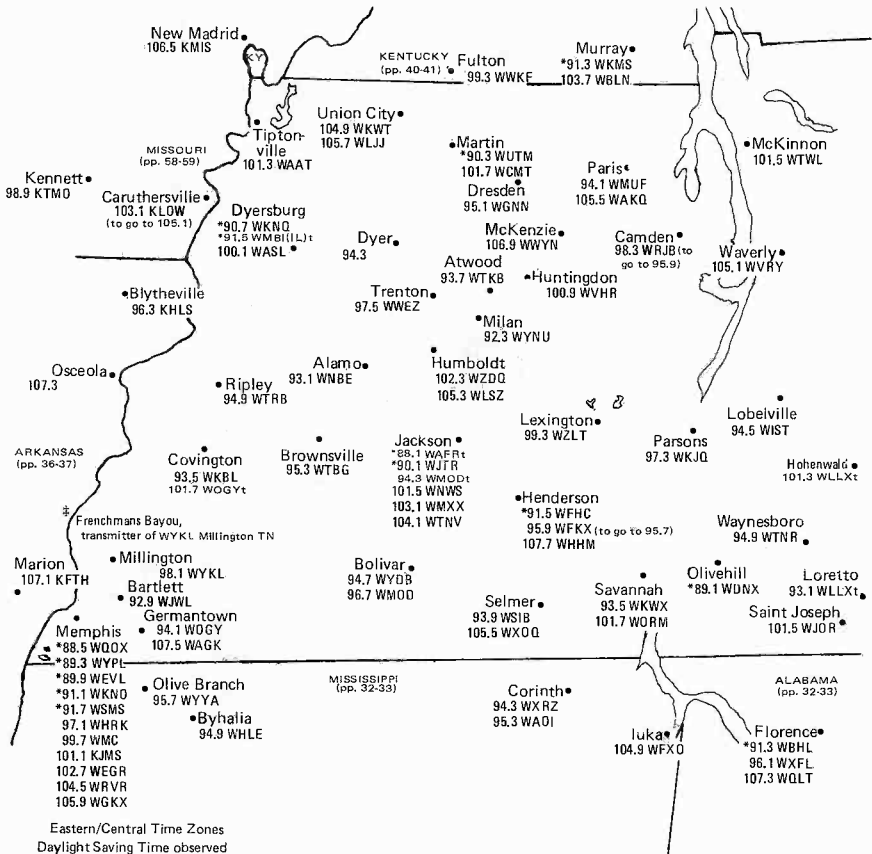 New Madrid
106.5 KMIS
KY
KENTUCKY
(pp. 40-41)
Fulton
99.3 WWKF
Murray
*91.3 WKMS
103.7 WBLN
Union City
104.9 WKWT
105.7 WLJJ
Tipton-
ville
101.3 WAAT
MISSOURI
(pp. 58-59)
Martin
*90.3 WUTM
101.7 WCMT
Dresden
95.1 WGNN
Paris
94.1 WMUF
105.5 WAKQ
McKinnon
101.5 WTWL
Kennett
98.9 KTMO
Caruthersville
103.1 KLOW
(to go to 105.1)
Dyersburg
*90.7 WKNQ
*91.5 WMBI(IL)t
100.1 WASL
Dyer
94.3
McKenzie
106.9 WWYN
Camden
98.3 WRJB (to
go to 95.9)
Waverly
105.1 WVRY
Atwood
93.7 WTKB
Huntingdon
100.9 WVHR
Blytheville
96.3 KHLS
Trenton
97.5 WWEZ
Milan
92.3 WYNU
Osceola
107.3
Ripley
94.9 WTRB
Alamo
93.1 WNBE
Humboldt
102.3 WZDQ
105.3 WLSZ
Lexington
99.3 WZLT
Parsons
97.3 WKJQ
Lobelville
94.5 WIST
ARKANSAS
(pp. 36-37)
Covington
93.5 WKBL
101.7 WOGYt
Brownsville
95.3 WTBG
Jackson
*88.1 WAFRt
*90.1 WJTR
94.3 WMODt
101.5 WNWS
103.1 WMXX
104.1 WTNV
Hohenwald
101.3 WLLXt
Henderson
*91.5 WFHC
95.9 WFKX (to go to 95.7)
107.7 WHHM
‡
Frenchmans Bayou,
transmitter of WYKL Millington TN
Waynesboro
94.9 WTNR
Marion
107.1 KFTH
Millington
98.1 WYKL
Bartlett
92.9 WJWL
Germantown
94.1 WOGY
107.5 WAGK
Bolivar
94.7 WYDB
96.7 WMOD
Selmer
93.9 WSIB
105.5 WXOQ
Savannah
93.5 WKWX
101.7 WORM
Olivehill
*89.1 WDNX
Loretto
93.1 WLLXt
Saint Joseph
101.5 WJOR
Memphis
*88.5 WQOX
*89.3 WYPL
*89.9 WEVL
*91.1 WKNO
*91.7 WSMS
97.1 WHRK
99.7 WMC
101.1 KJMS
102.7 WEGR
104.5 WRVR
105.9 WGKX
Olive Branch
95.7 WYYA
Byhalia
94.9 WHLE
MISSISSIPPI
(pp. 32-33)
Corinth
94.3 WXRZ
95.3 WADI
Iuka
104.9 WFXO
ALABAMA
(pp. 32-33)
Florence
*91.3 WBHL
96.1 WXFL
107.3 WQLT
Eastern/Central Time Zones
Daylight Saving Time observed